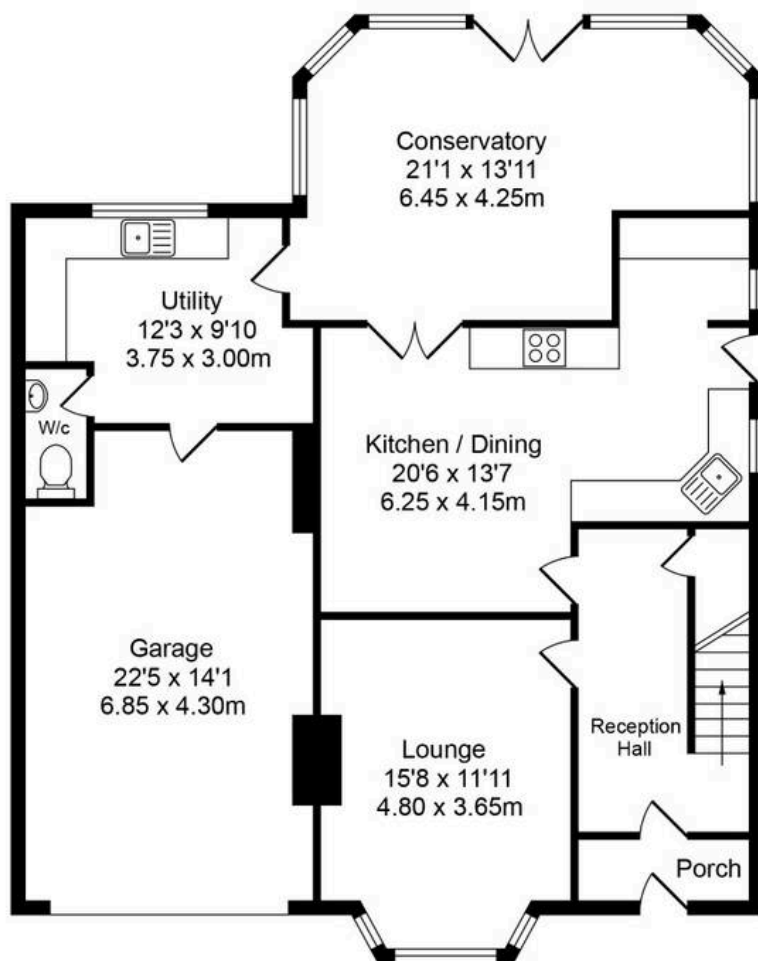 Conservatory
21'1 x 13'11
6.45 x 4.25m
Utility
12'3 x 9'10
3.75 x 3.00m
W/c
Kitchen / Dining
20'6 x 13'7
6.25 x 4.15m
Garage
22'5 x 14'1
6.85 x 4.30m
Lounge
15'8 x 11'11
4.80 x 3.65m
Reception
Hall
Porch